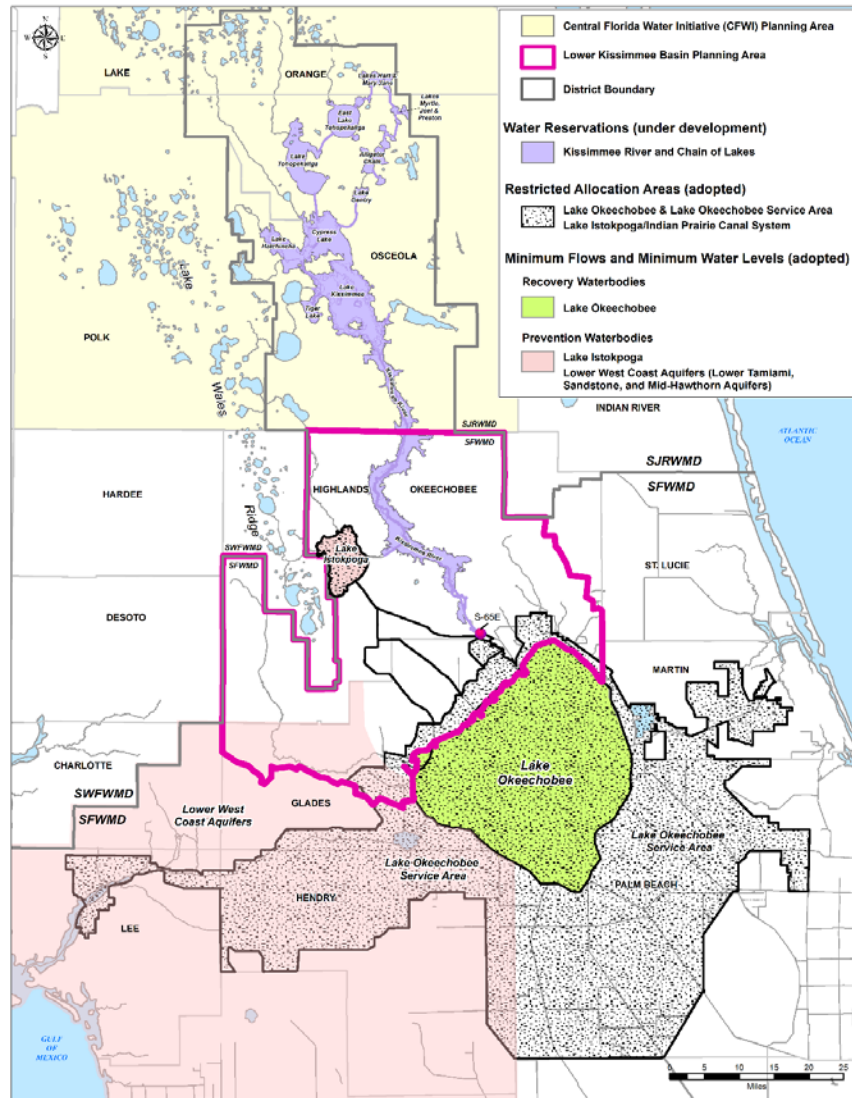 N
W
S
Central Florida Water Initiative (CFWI) Planning Area
Lower Kissimmee Basin Planning Area
District Boundary
Water Reservations (under development)
Kissimmee River and Chain of Lakes
Restricted Allocation Areas (adopted)
Lake Okeechobee & Lake Okeechobee Service Area
Lake Istokpoga/Indian Prairie Canal System
Minimum Flows and Minimum Water Levels (adopted)
Recovery Waterbodies
Lake Okeechobee
Prevention Waterbodies
Lake Istokpoga
Lower West Coast Aquifers (Lower Tamiami,
Sandstone, and Mid-Hawthorn Aquifers)
LAKE
ORANGE
Lakes Hart &
Mary Jane
Lakes
Myrtle,
Joel &
Preston
East
Lake
Tohopekaliga
Lake
Tohopekaliga
Alligator
Chain
Lake
Gentry
Cypress
Lake
Lake
Hatchineha
OSCEOLA
Lake
Kissimmee
Tiger
Lake
Lake
Wales
Ridge
POLK
Kissimmee River
INDIAN RIVER
ATLANTIC
OCEAN
SJRWMD
SFWMD
SJRWMD
SFWMD
HARDEE
HIGHLANDS
OKEECHOBEE
Lake
Istokpoga
Kissimmee River
SWFWMD
SFWMD
ST. LUCIE
DESOTO
S-65E
MARTIN
Lake
Okeechobee
CHARLOTTE
SWFWMD
SFWMD
GLADES
Lower West
Coast Aquifers
Lake Okeechobee
Service Area
Lake Okeechobee
Service Area
HENDRY
PALM BEACH
LEE
GULF
OF
MEXICO
0 5 10 15 20 25
Miles